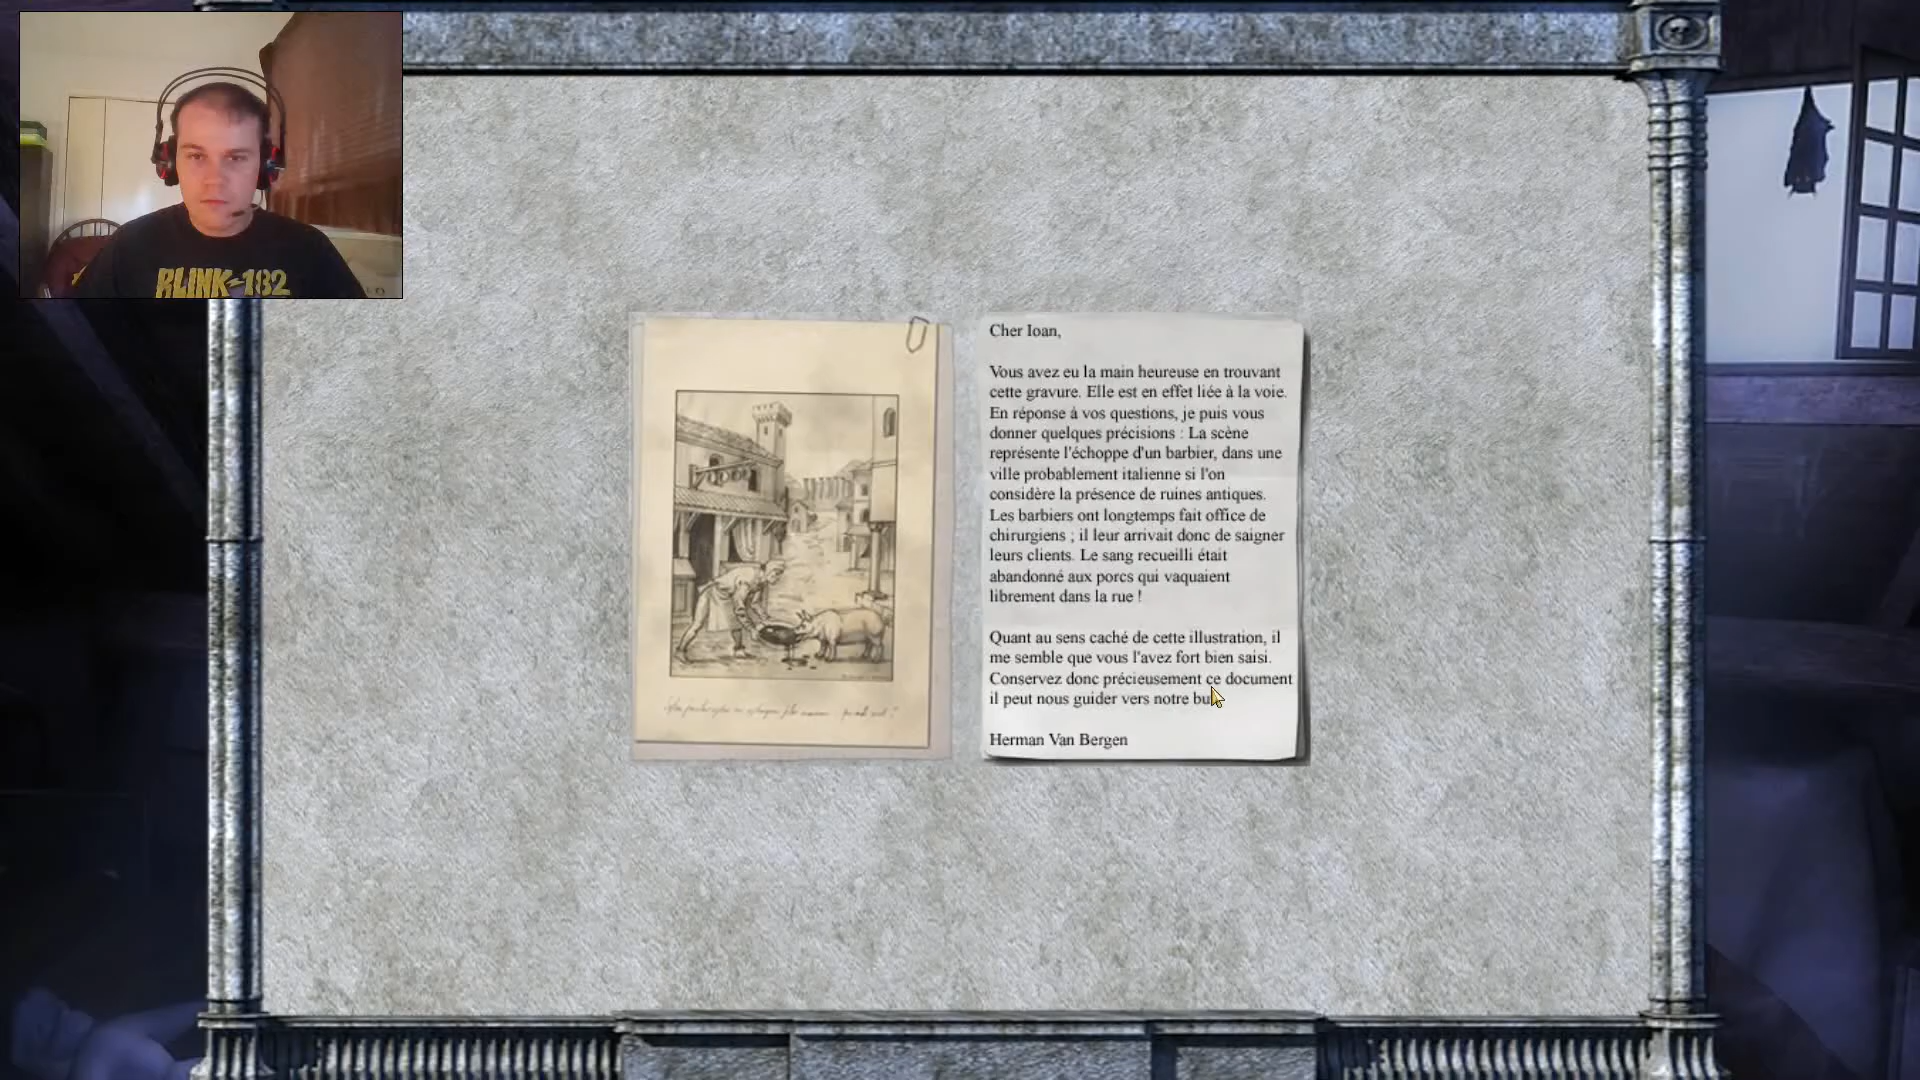 BLINK-182
Cher Ioan,
Vous avez eu la main heureuse en trouvant
cette gravure. Elle est en effet liée à la voie.
En réponse à vos questions, je puis vous
donner quelques précisions : La scène
représente l'échoppe d'un barbier, dans une
ville probablement italienne si l'on
considère la présence de ruines antiques.
Les barbiers ont longtemps fait office de
chirurgiens ; il leur arrivait donc de saigner
leurs clients. Le sang recueilli était
abandonné aux porcs qui vaquaient
librement dans la rue !
Quant au sens caché de cette illustration, il
me semble que vous l'avez fort bien saisi.
Conservez donc précieusement ce document
il peut nous guider vers notre bu
Herman Van Bergen